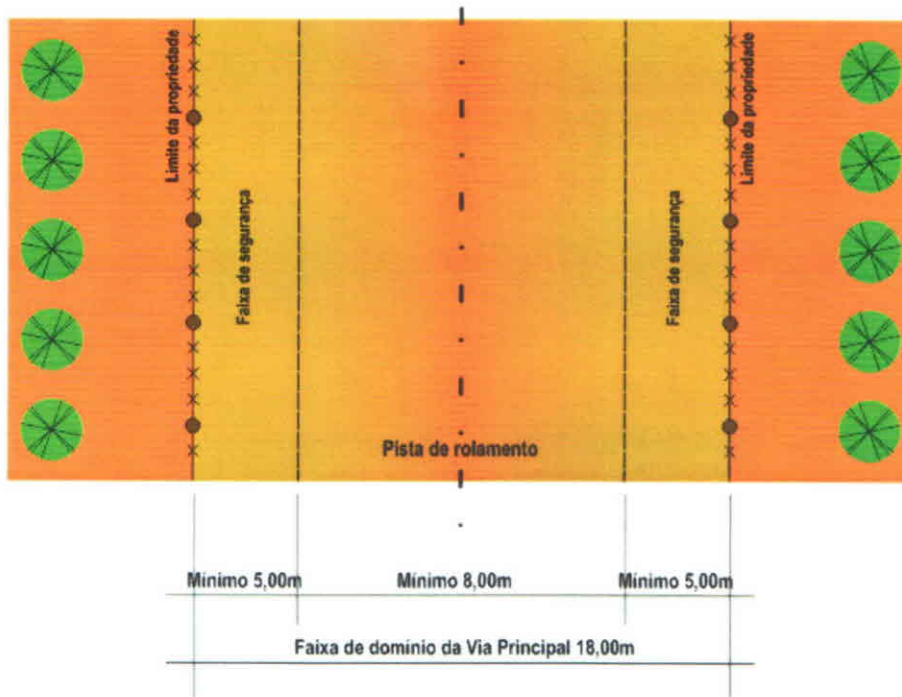 Limite da propriedade
Limite da propriedade
Faixa de segurança
Faixa de segurança
Pista de rolamento
Mínimo 5,00m
Mínimo 8,00m
Mínimo 5,00m
Faixa de domínio da Via Principal 18,00m